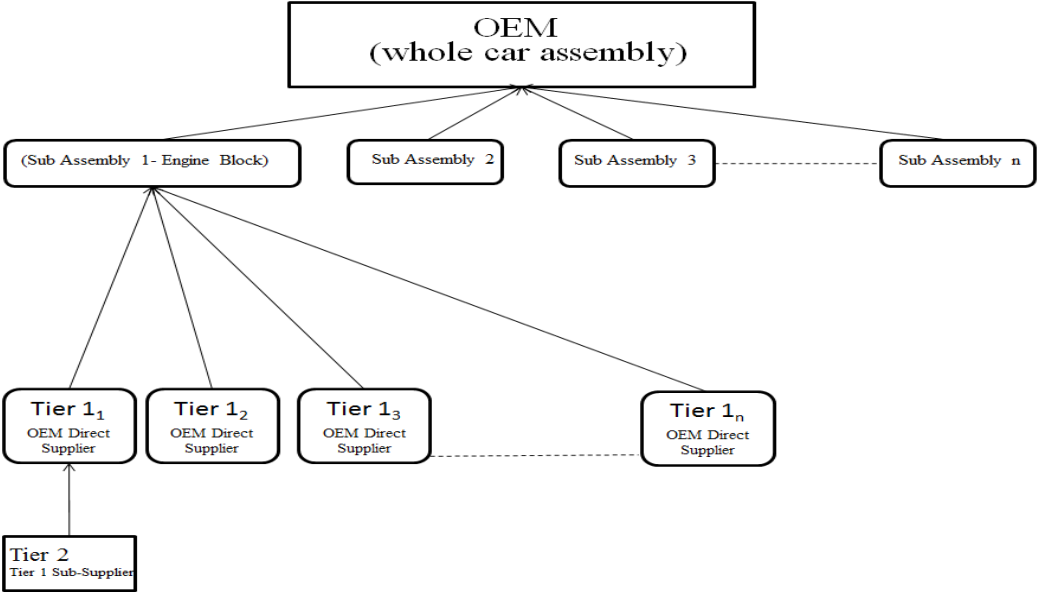 OEM
(whole car assembly)
(Sub Assembly 1- Engine Block)
Sub Assembly 2
Sub Assembly 3
Sub Assembly n
Tier 1₁
OEM Direct
Supplier
Tier 1₂
OEM Direct
Supplier
Tier 1₃
OEM Direct
Supplier
Tier 1ₙ
OEM Direct
Supplier
Tier 2
Tier 1 Sub-Supplier